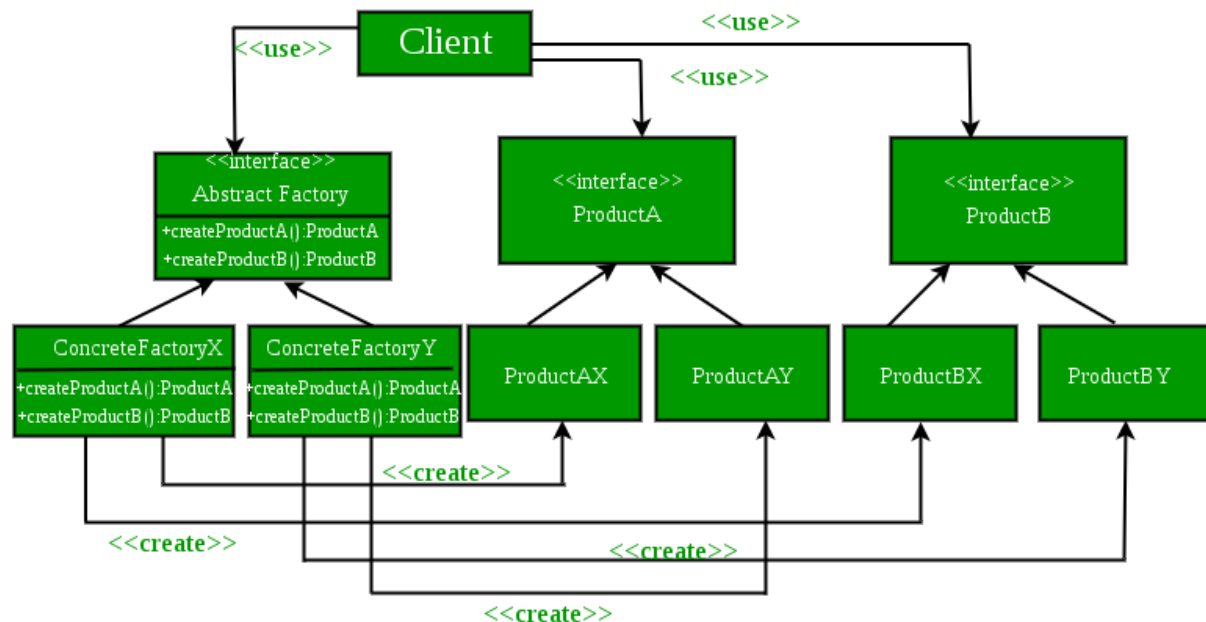 <<use>>
Client
<<use>>
<<use>>
<<interface>>
Abstract Factory
+createProductA():ProductA
+createProductB():ProductB
<<interface>>
ProductA
<<interface>>
ProductB
ConcreteFactoryX
+createProductA():ProductA
+createProductB():ProductB
ConcreteFactoryY
+createProductA():ProductA
+createProductB():ProductB
ProductAX
ProductAY
ProductBX
ProductBY
<<create>>
<<create>>
<<create>>
<<create>>